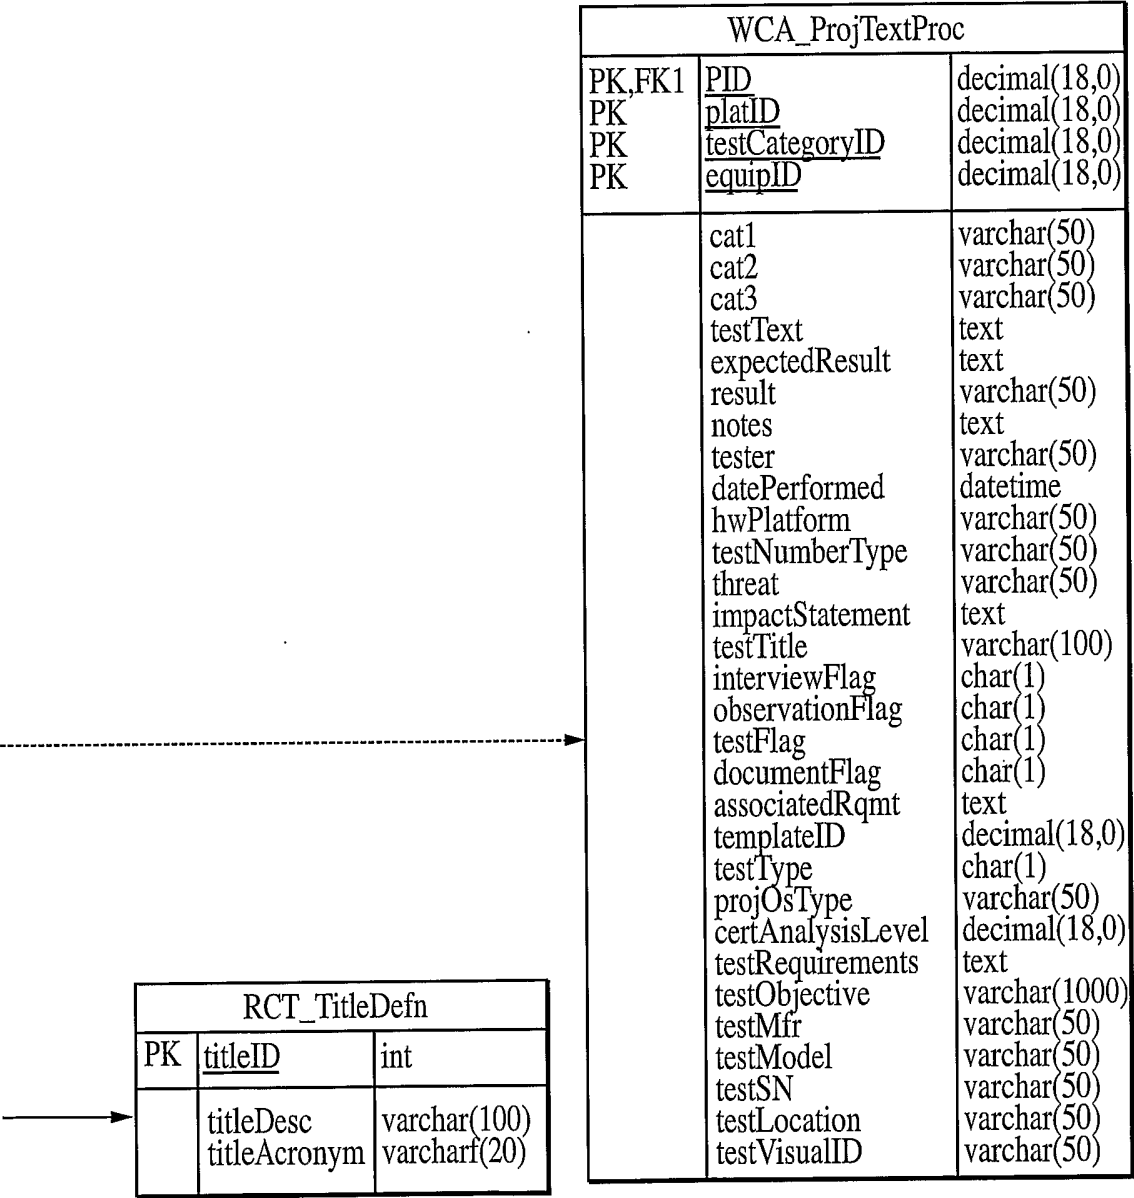 WCA_ProjTextProc
PK,FK1 PID decimal(18,0)
PK platID decimal(18,0)
PK testCategoryID decimal(18,0)
PK equipID decimal(18,0)
cat1 varchar(50)
cat2 varchar(50)
cat3 varchar(50)
testText text
expectedResult text
result varchar(50)
notes text
tester varchar(50)
datePerformed datetime
hwPlatform varchar(50)
testNumberType varchar(50)
threat varchar(50)
impactStatement text
testTitle varchar(100)
interviewFlag char(1)
observationFlag char(1)
testFlag char(1)
documentFlag char(1)
associatedRqmt text
templateID decimal(18,0)
testType char(1)
projOsType varchar(50)
certAnalysisLevel decimal(18,0)
testRequirements text
testObjective varchar(1000)
testMfr varchar(50)
testModel varchar(50)
testSN varchar(50)
testLocation varchar(50)
testVisualID varchar(50)
RCT_TitleDefn
PK titleID int
titleDesc varchar(100)
titleAcronym varcharf(20)